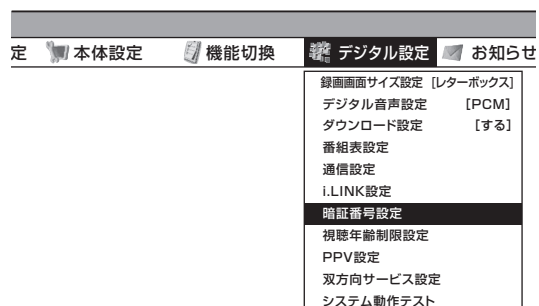 定 本体設定 機能切換 デジタル設定 お知らせ
録画画面サイズ設定 [レターボックス]
デジタル音声設定 [PCM]
ダウンロード設定 [する]
番組表設定
通信設定
i.LINK設定
暗証番号設定
視聴年齢制限設定
PPV設定
双方向サービス設定
システム動作テスト